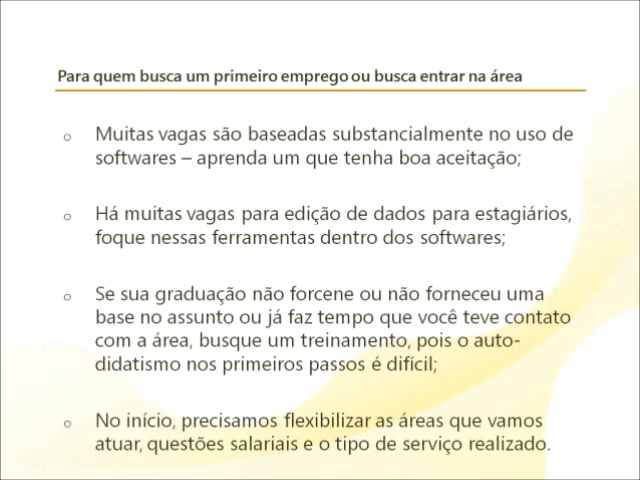 Para quem busca um primeiro emprego ou busca entrar na área
o Muitas vagas são baseadas substancialmente no uso de
softwares – aprenda um que tenha boa aceitação;
o Há muitas vagas para edição de dados para estagiários,
foque nessas ferramentas dentro dos softwares;
o Se sua graduação não forcene ou não forneceu uma
base no assunto ou já faz tempo que você teve contato
com a área, busque um treinamento, pois o auto-
didatismo nos primeiros passos é difícil;
o No início, precisamos flexibilizar as áreas que vamos
atuar, questões salariais e o tipo de serviço realizado.